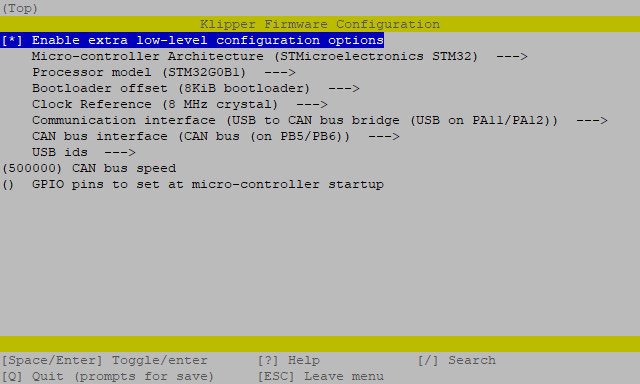 (Top)
Klipper Firmware Configuration
[*] Enable extra low-level configuration options
Micro-controller Architecture (STMicroelectronics STM32) --->
Processor model (STM32G0B1) --->
Bootloader offset (8KiB bootloader) --->
Clock Reference (8 MHz crystal) --->
Communication interface (USB to CAN bus bridge (USB on PA11/PA12)) --->
CAN bus interface (CAN bus (on PB5/PB6)) --->
USB ids --->
(500000) CAN bus speed
() GPIO pins to set at micro-controller startup
[Space/Enter] Toggle/enter [?] Help [/] Search
[Q] Quit (prompts for save) [ESC] Leave menu